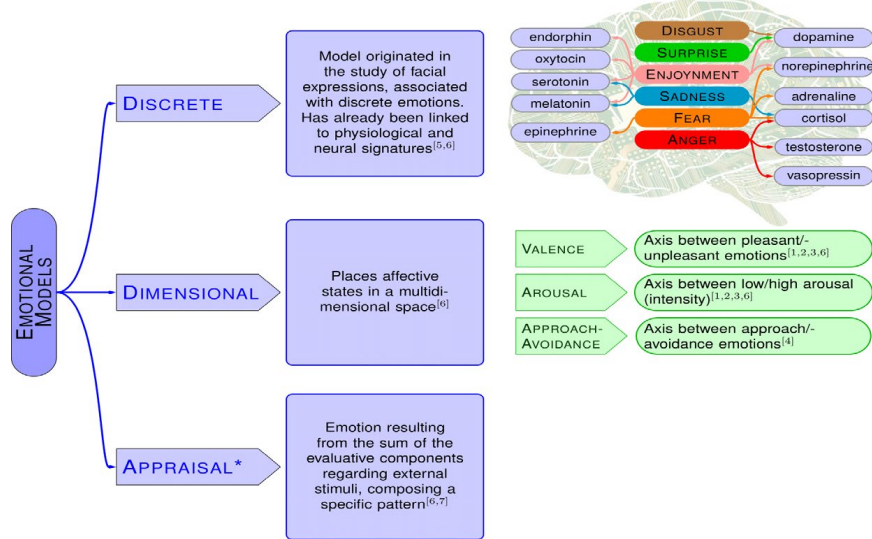 EMOTIONAL
MODELS
DISCRETE
Model originated in
the study of facial
expressions, associated
with discrete emotions.
Has already been linked
to physiological and
neural signatures[5,6]
endorphin
oxytocin
serotonin
melatonin
epinephrine
DISGUST
SURPRISE
ENJOYNMENT
SADNESS
FEAR
ANGER
dopamine
norepinephrine
adrenaline
cortisol
testosterone
vasopressin
DIMENSIONAL
Places affective
states in a multidi-
mensional space[6]
VALENCE
Axis between pleasant/-
unpleasant emotions[1,2,3,6]
AROUSAL
Axis between low/high arousal
(intensity)[1,2,3,6]
APPROACH-
AVOIDANCE
Axis between approach/-
avoidance emotions[4]
APPRAISAL*
Emotion resulting
from the sum of the
evaluative components
regarding external
stimuli, composing a
specific pattern[6,7]